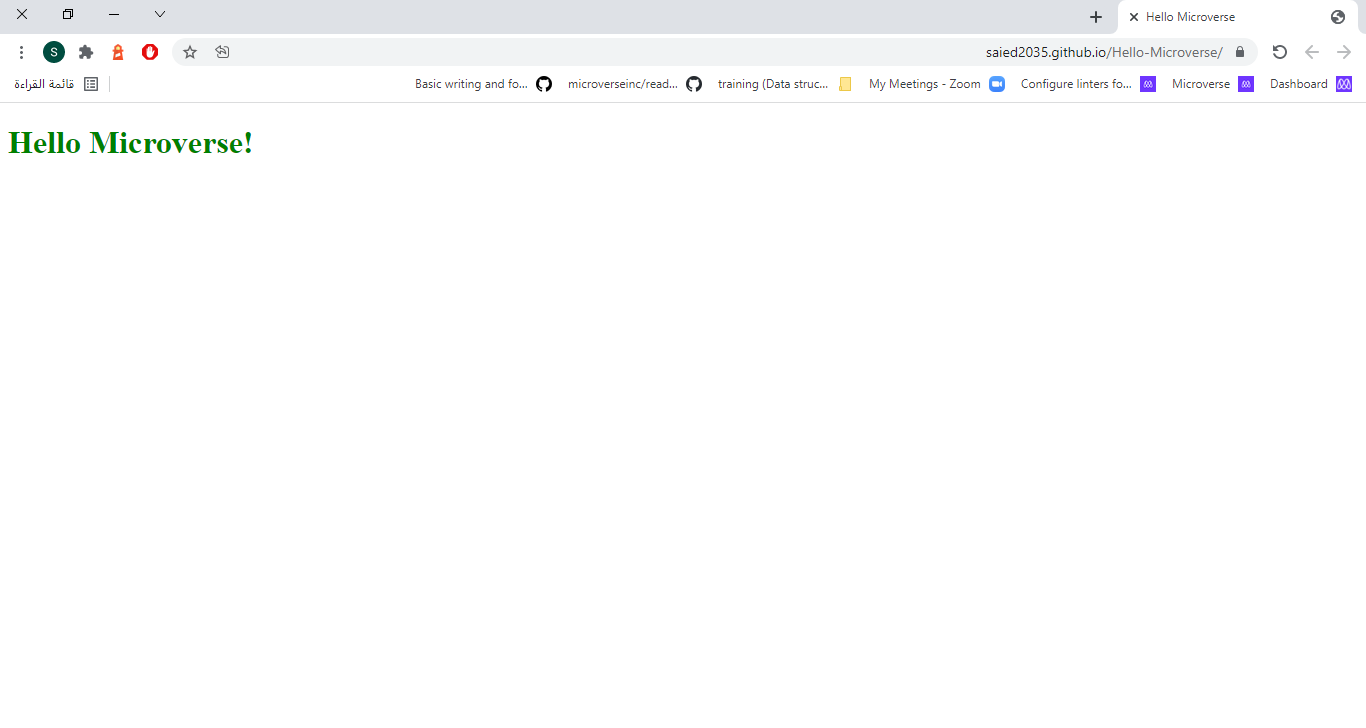 Hello Microverse
saied2035.github.io/Hello-Microverse/
S
Dashboard
Microverse
Configure linters fo...
My Meetings - Zoom
training (Data struc...
microverseinc/read...
Basic writing and fo...
قائمة القراءة
Hello Microverse!